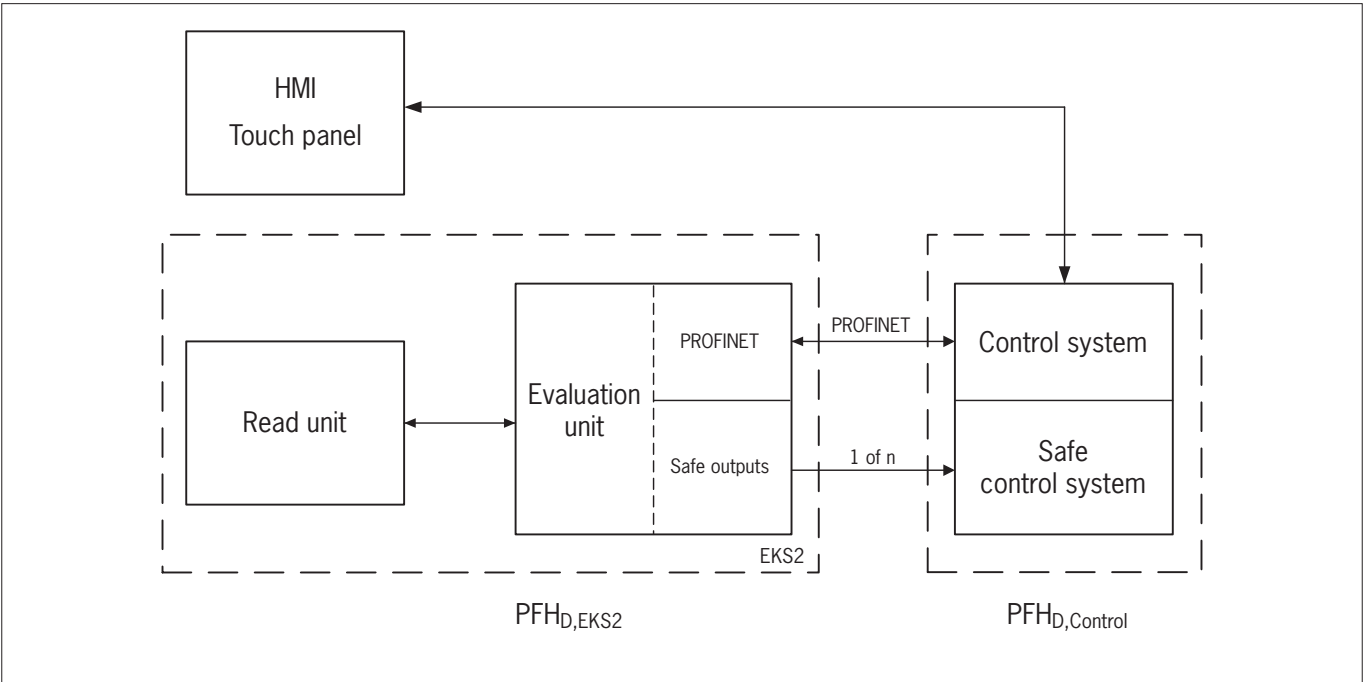 HMI
Touch panel
Read unit
Evaluation
unit
PROFINET
Safe outputs
EKS2
PROFINET
1 of n
Control system
Safe
control system
PFHD,EKS2
PFHD,Control